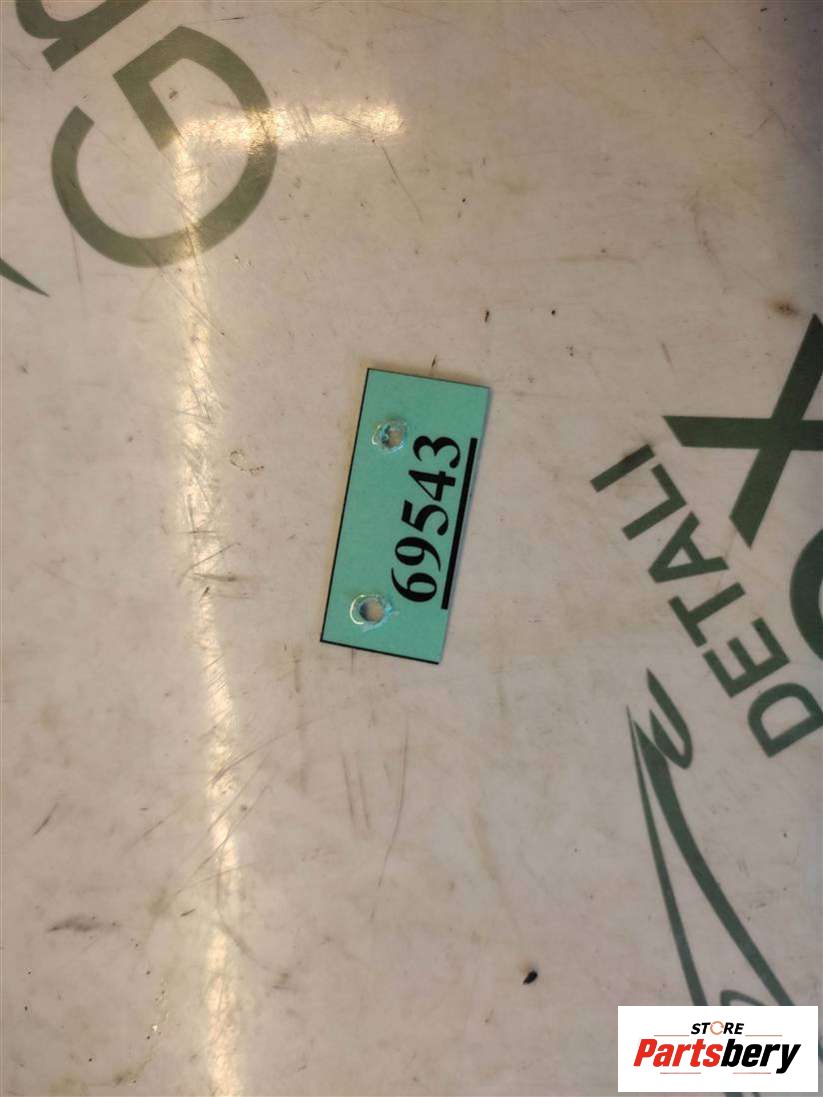 G
69543
DETALI
X
STORE
Partsbery